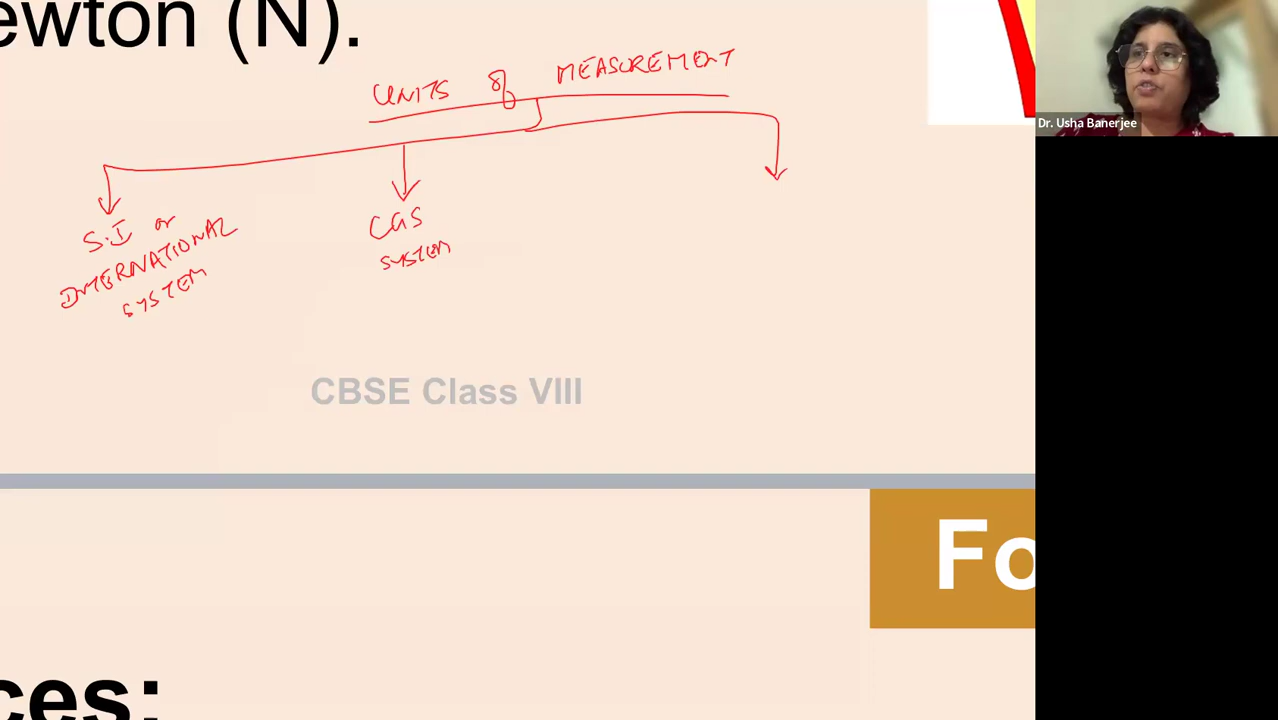 ewton (N).
UNITS of MEASUREMENT
S.I or
INTERNATIONAL
SYSTEM
CGS
SYSTEM
Dr. Usha Banerjee
CBSE Class VIII
Fo
ces: